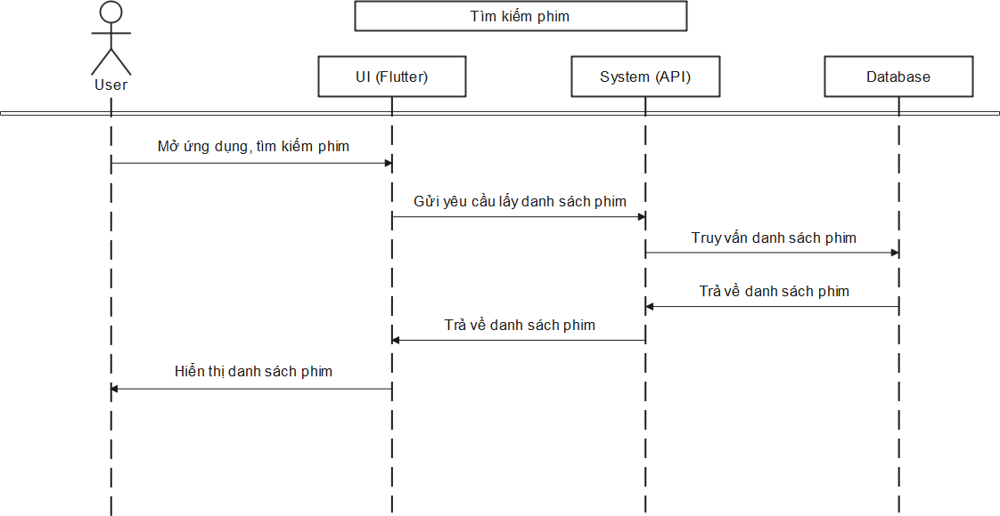 Tìm kiếm phim
User
UI (Flutter)
System (API)
Database
Mở ứng dụng, tìm kiếm phim
Gửi yêu cầu lấy danh sách phim
Truy vấn danh sách phim
Trả về danh sách phim
Trả về danh sách phim
Hiển thị danh sách phim